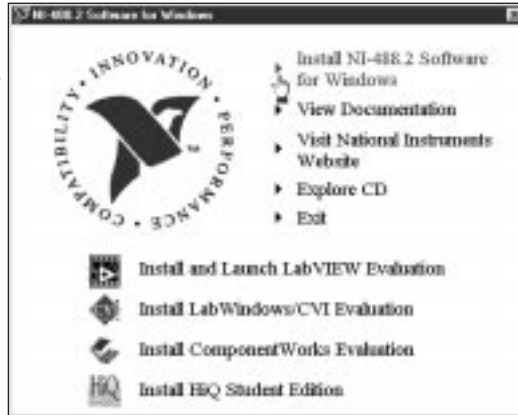 NI-488.2 Software for Windows
INNOVATION • PERFORMANCE • COMPATIBILITY •
TM
Install NI-488.2 Software
for Windows
View Documentation
Visit National Instruments
Website
Explore CD
Exit
Install and Launch LabVIEW Evaluation
Install LabWindows/CVI Evaluation
Install ComponentWorks Evaluation
HiQ Install HiQ Student Edition